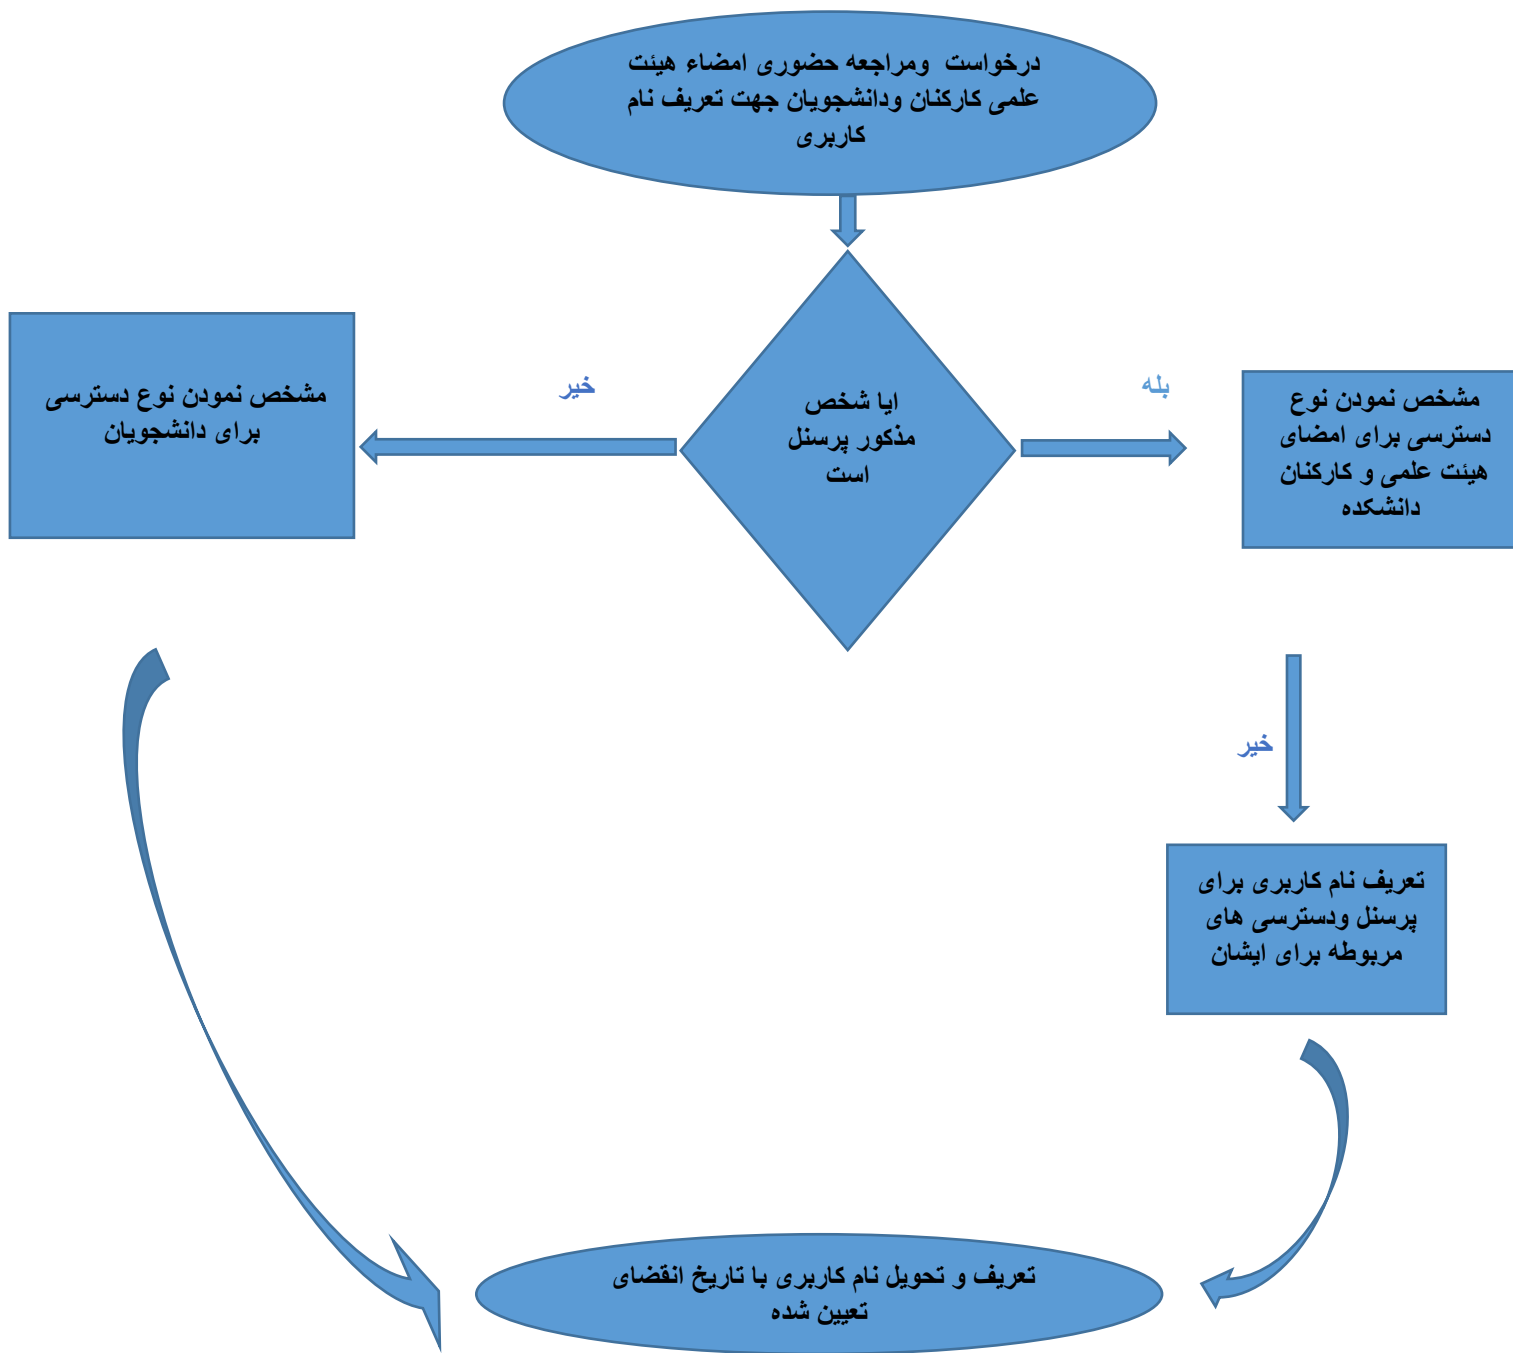 درخواست ومراجعه حضوری امضاء هیئت
علمی کارکنان ودانشجویان جهت تعریف نام
کاربری
ایا شخص
مذکور پرسنل
است
بله
مشخص نمودن نوع
دسترسی برای امضای
هیئت علمی و کارکنان
دانشکده
خیر
مشخص نمودن نوع دسترسی
برای دانشجویان
خیر
تعریف نام کاربری برای
پرسنل ودسترسی های
مربوطه برای ایشان
تعریف و تحویل نام کاربری با تاریخ انقضای
تعیین شده